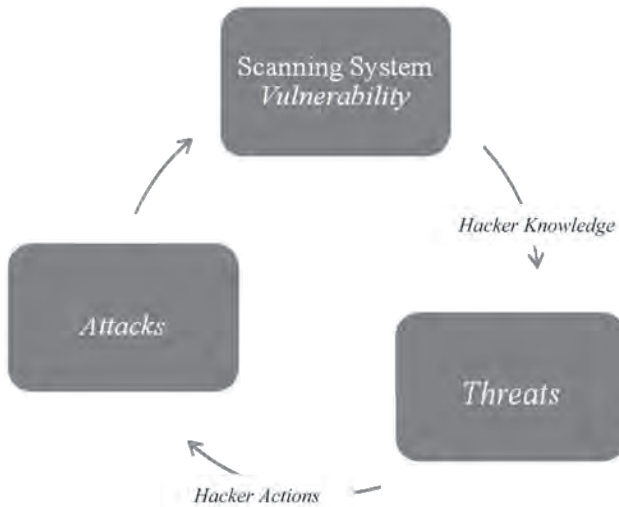 Scanning System
Vulnerability
Hacker Knowledge
Attacks
Threats
Hacker Actions